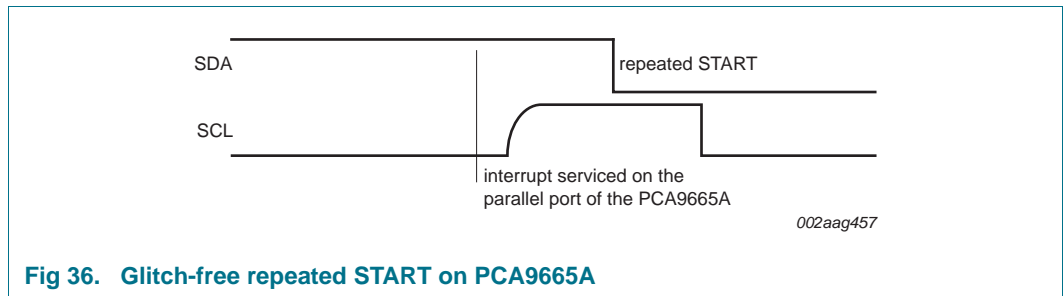 SDA
repeated START
SCL
interrupt serviced on the
parallel port of the PCA9665A
002aag457
Fig 36. Glitch-free repeated START on PCA9665A